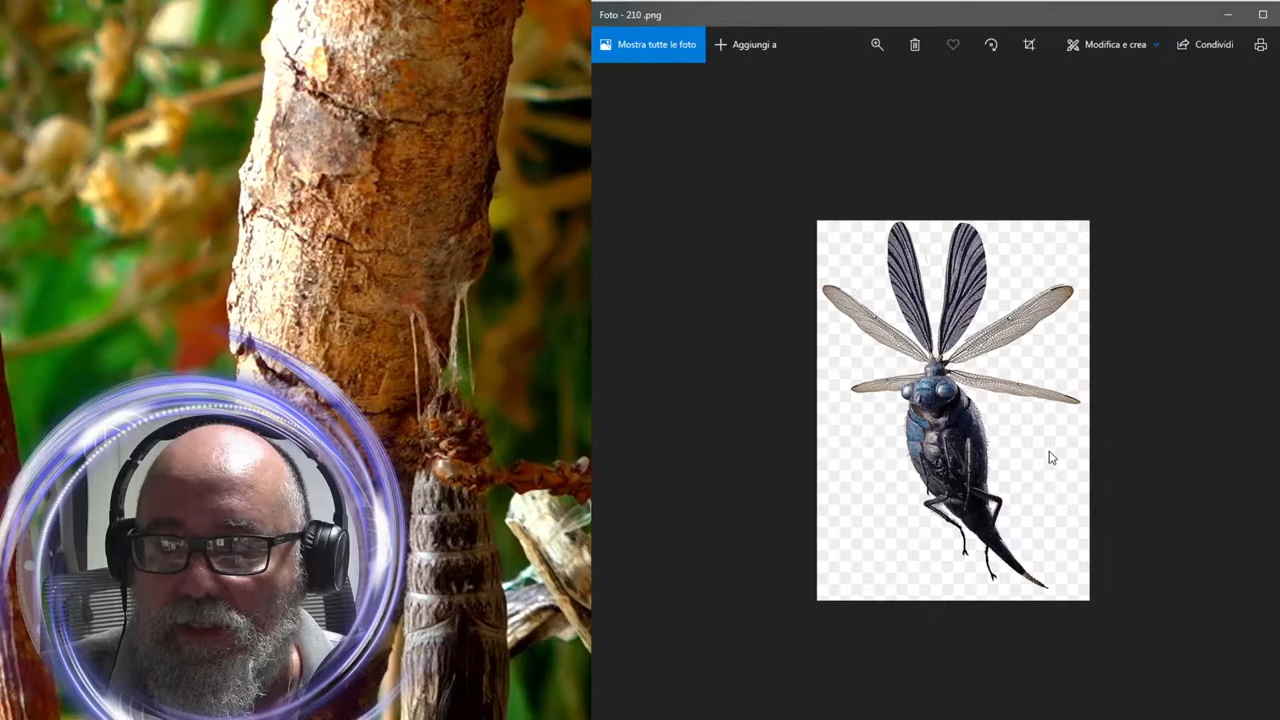 Foto - 210 .png
Mostra tutte le foto
Aggiungi a
Modifica e crea
Condividi